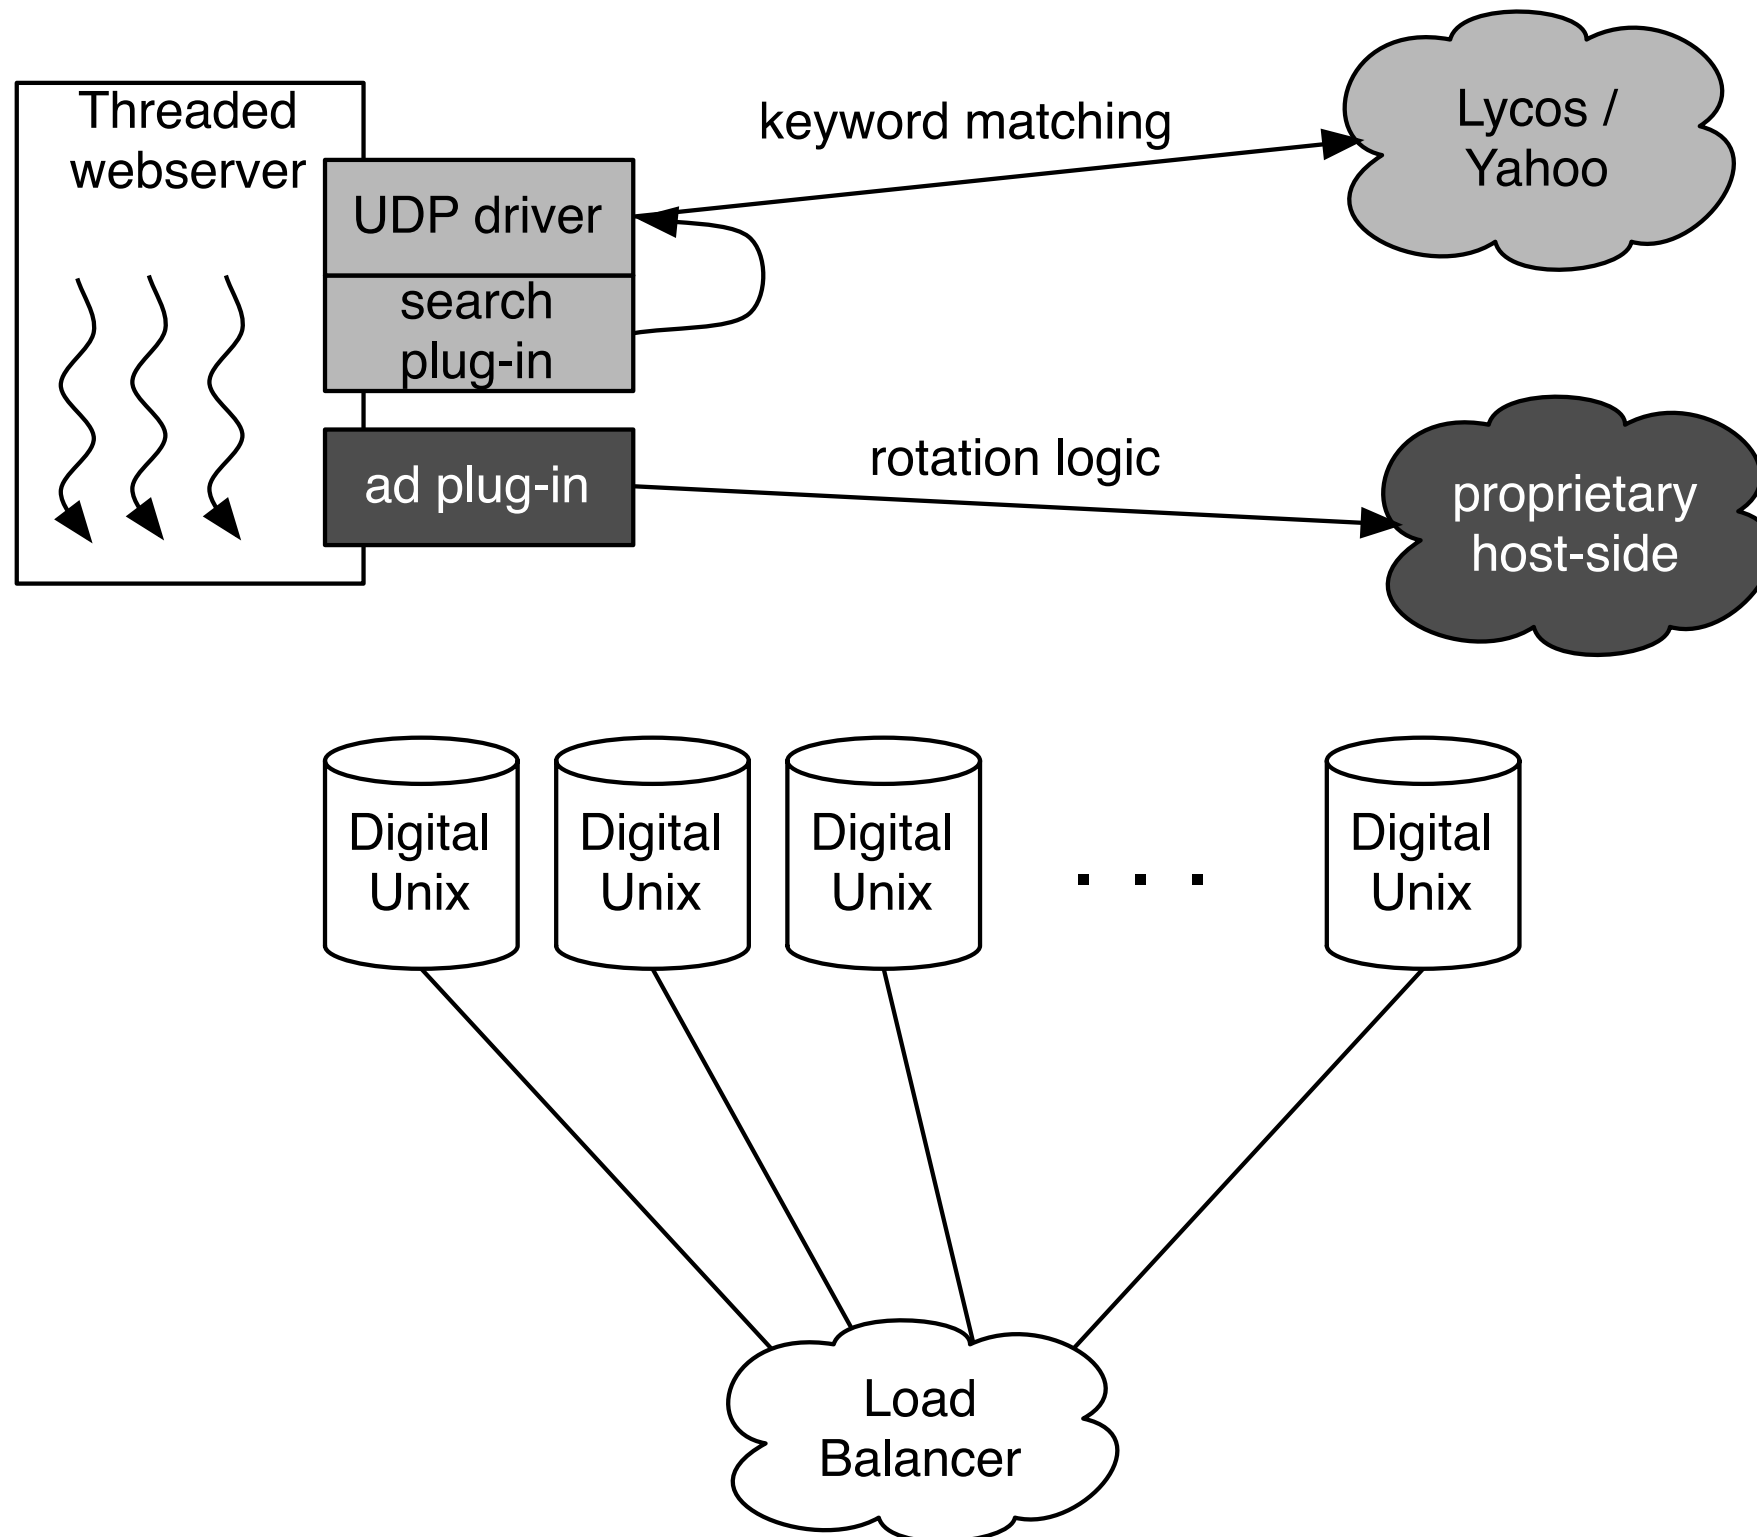 Threaded
webserver
UDP driver
search
plug-in
ad plug-in
keyword matching
Lycos /
Yahoo
rotation logic
proprietary
host-side
Digital
Unix
Digital
Unix
Digital
Unix
. . .
Digital
Unix
Load
Balancer